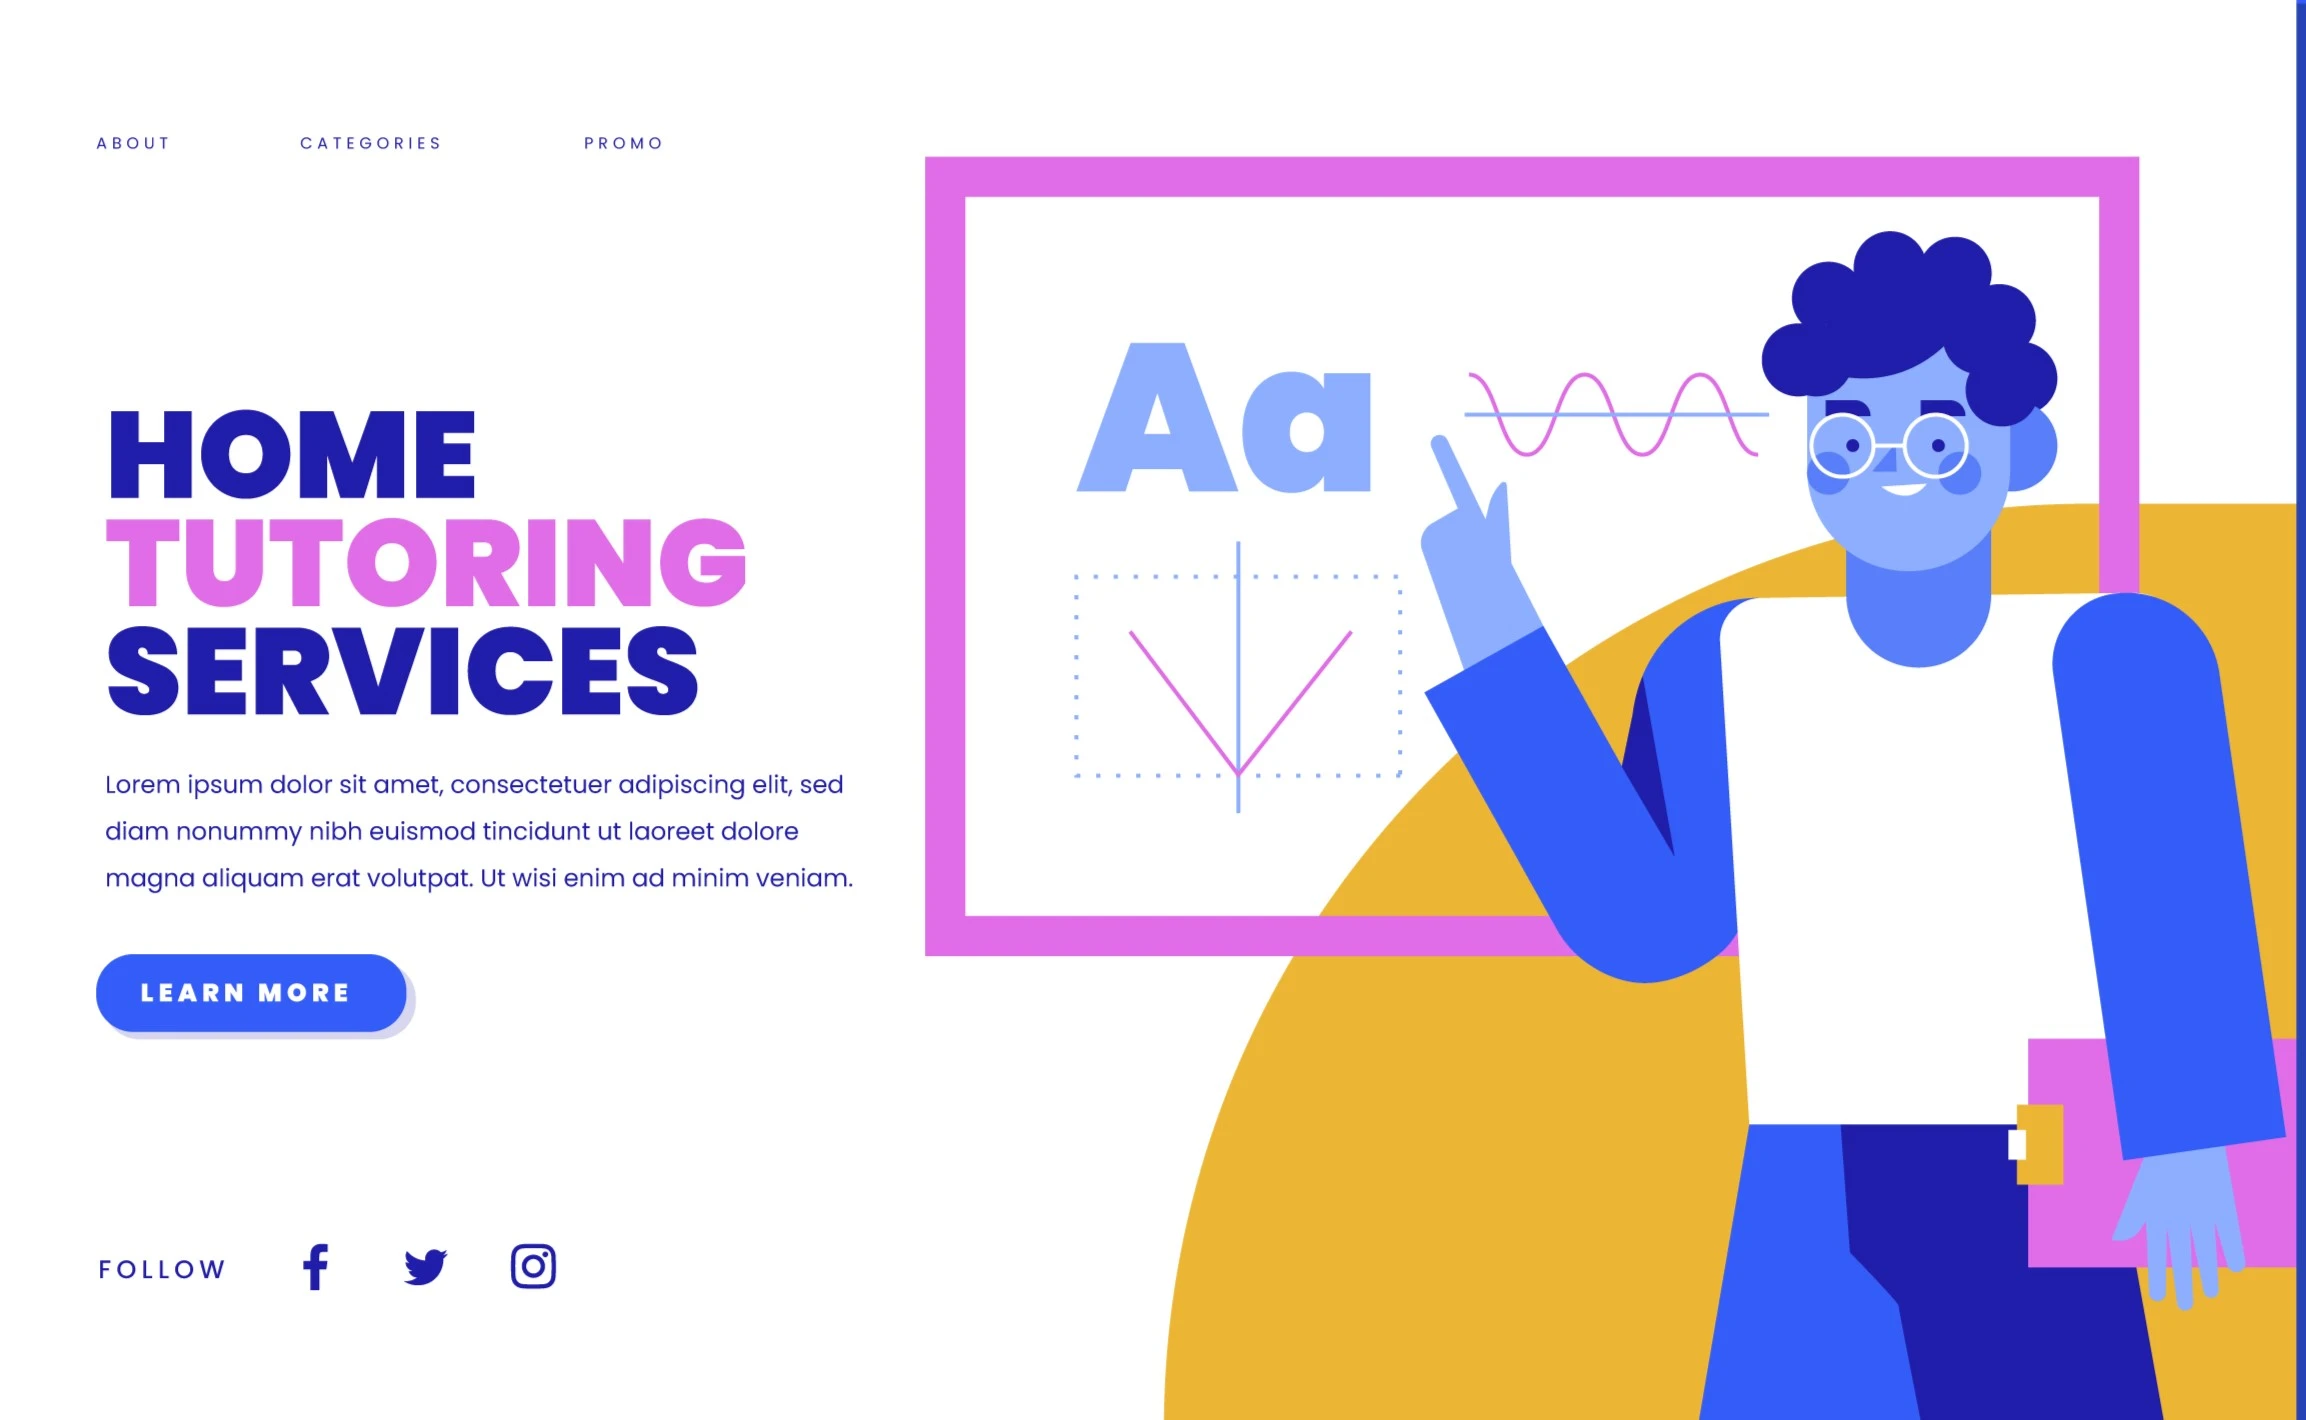 ABOUT CATEGORIES PROMO
HOME
TUTORING
SERVICES
Lorem ipsum dolor sit amet, consectetuer adipiscing elit, sed
diam nonummy nibh euismod tincidunt ut laoreet dolore
magna aliquam erat volutpat. Ut wisi enim ad minim veniam.
LEARN MORE
FOLLOW
Aa